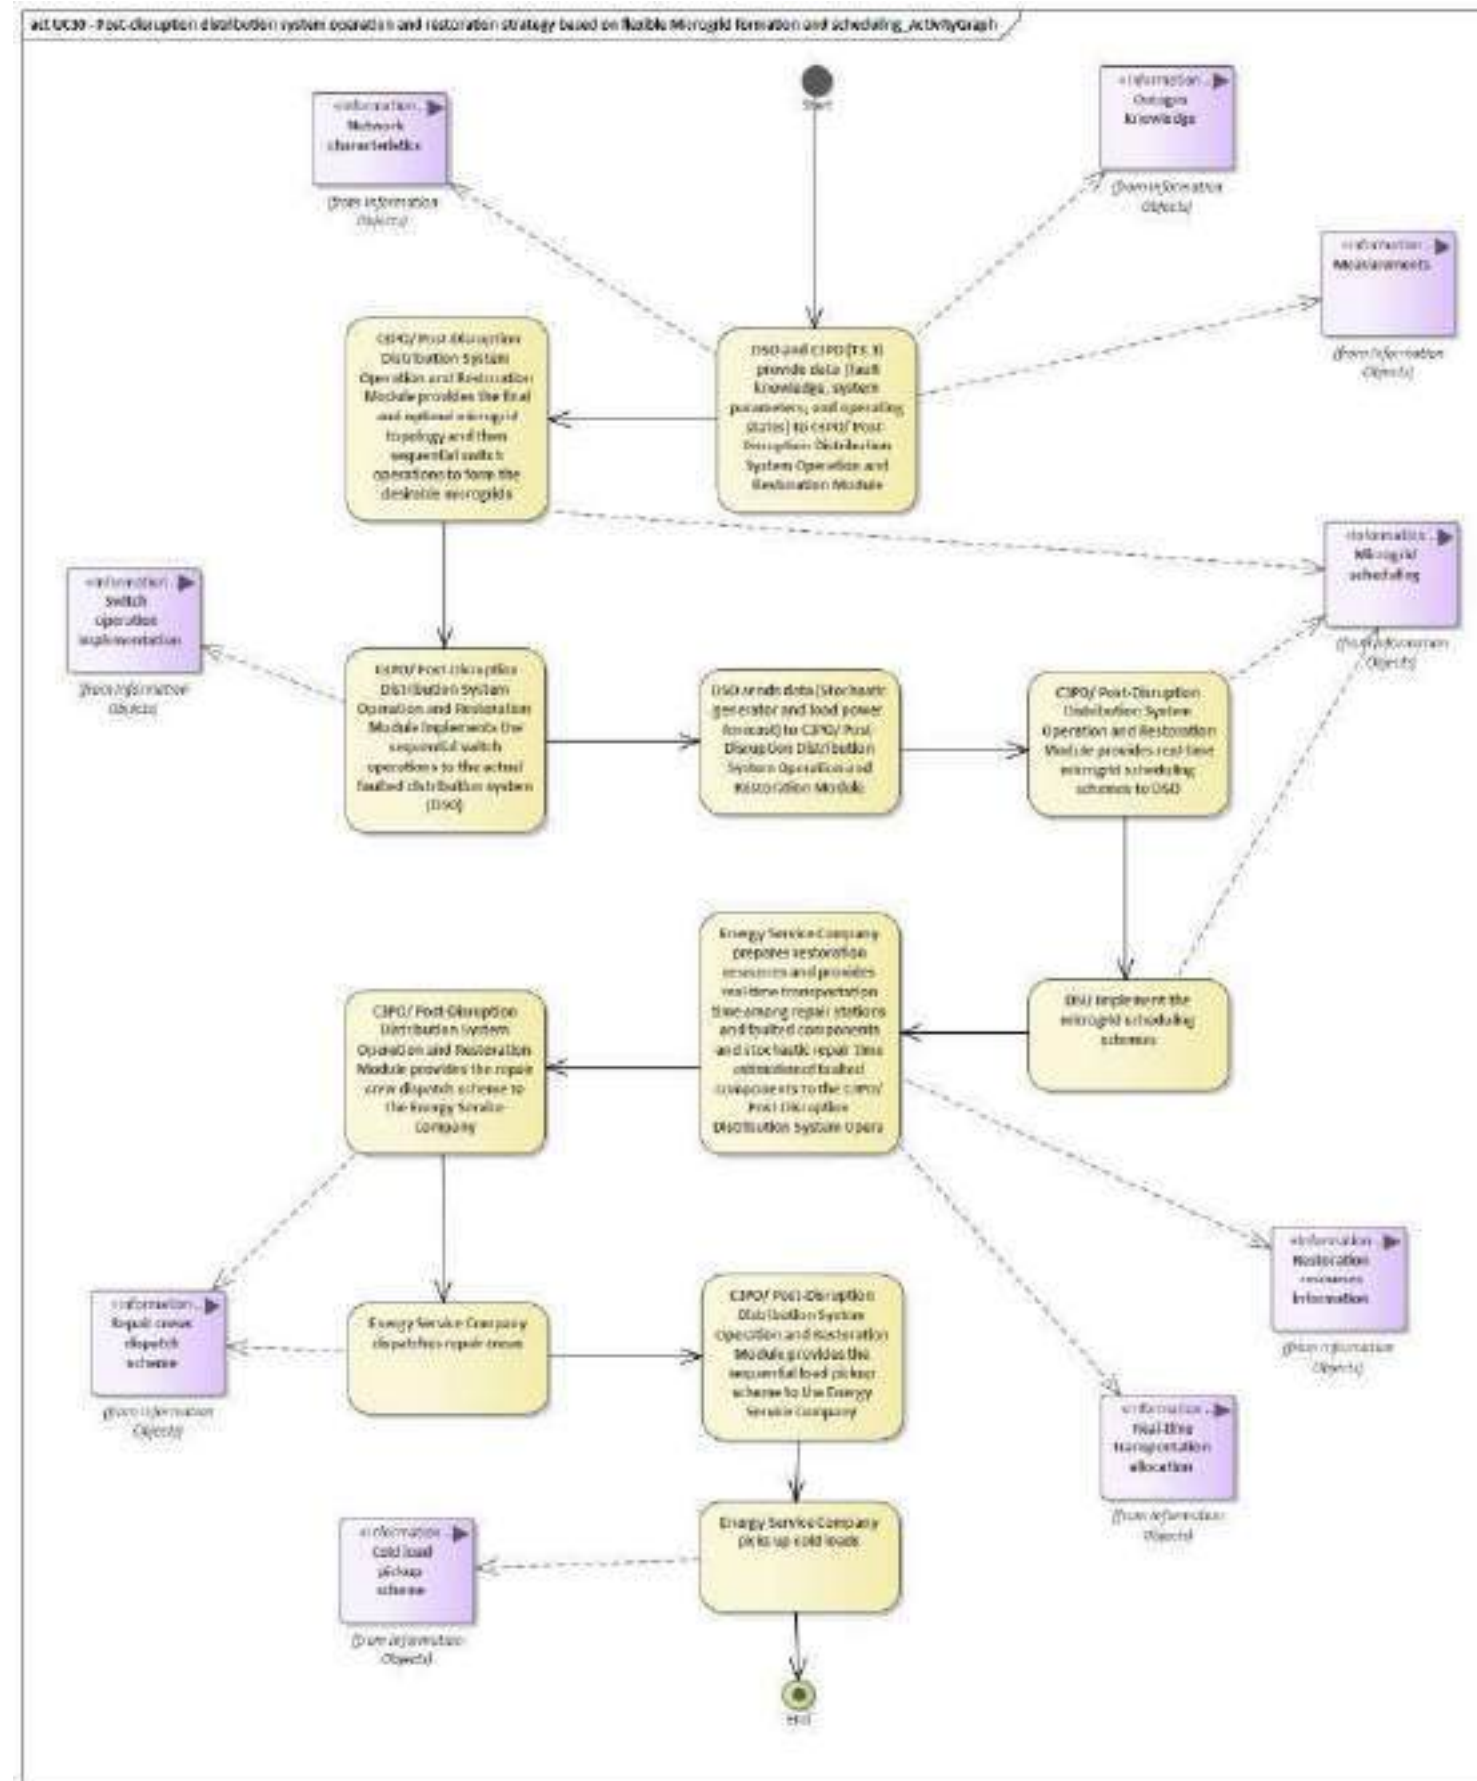 act UC30 - Post-disruption distribution system operation and restoration strategy based on flexible Microgrid formation and scheduling_ActivityGraph
Start
«information...
Network
characteristics
(from Information
Objects)
«information...
Outages
knowledge
(from Information
Objects)
«information...
Measurements
(from Information
Objects)
DSO and C3PO (T3.3)
provide data (fault
knowledge, system
parameters, and operating
states) to C3PO/ Post-
Disruption Distribution
System Operation and
Restoration Module
C3PO/ Post-Disruption
Distribution System
Operation and Restoration
Module provides the final
and optimal microgrid
topology and then
sequential switch
operations to form the
desirable microgrids
«information...
Microgrid
scheduling
(from Information
Objects)
«information...
Switch
operation
implementation
(from Information
Objects)
C3PO/ Post-Disruption
Distribution System
Operation and Restoration
Module implements the
sequential switch
operations to the actual
faulted distribution system
(DSO)
DSO sends data (Stochastic
generator and load power
forecast) to C3PO/ Post-
Disruption Distribution
System Operation and
Restoration Module
C3PO/ Post-Disruption
Distribution System
Operation and Restoration
Module provides real-time
microgrid scheduling
schemes to DSO
DSO implement the
microgrid scheduling
schemes
Energy Service Company
prepares restoration
resources and provides
real-time transportation
time among repair stations
and faulted components
and stochastic repair time
estimation of faulted
components to the C3PO/
Post-Disruption
Distribution System Opera
C3PO/ Post-Disruption
Distribution System
Operation and Restoration
Module provides the repair
crew dispatch scheme to
the Energy Service
Company
«information...
Restoration
resources
information
(from Information
Objects)
«information...
Repair crews
dispatch
scheme
(from Information
Objects)
Energy Service Company
dispatches repair crews
C3PO/ Post-Disruption
Distribution System
Operation and Restoration
Module provides the
sequential load pickup
scheme to the Energy
Service Company
«information...
Real-time
transportation
allocation
(from Information
Objects)
Energy Service Company
picks up cold loads
«information...
Cold load
pickup
scheme
(from Information
Objects)
End